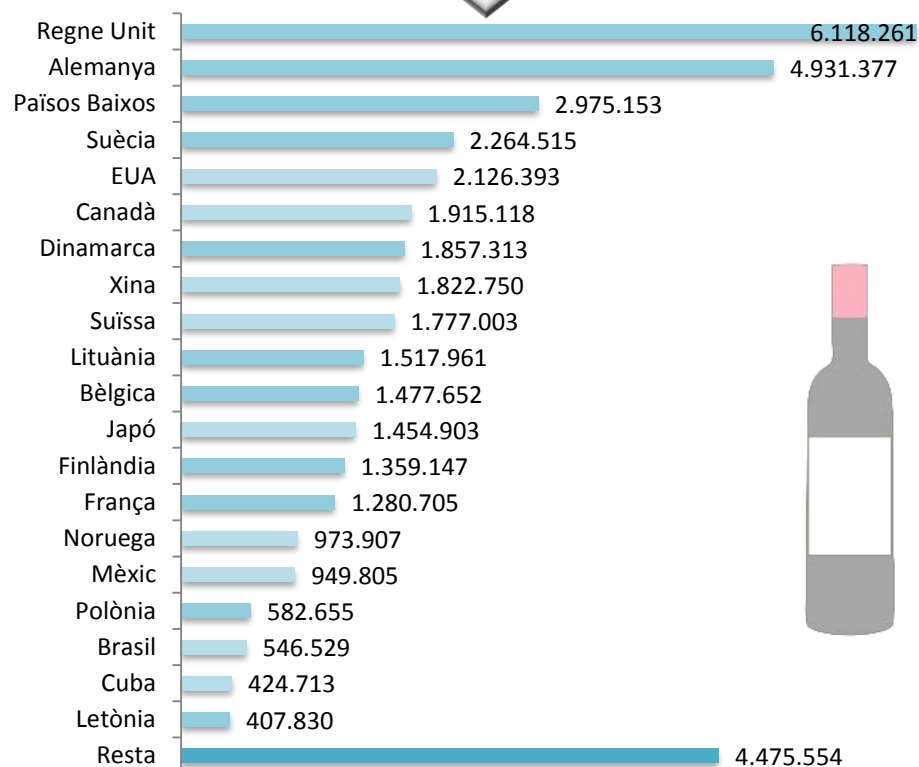 Regne Unit 6.118.261
Alemanya 4.931.377
Països Baixos 2.975.153
Suècia 2.264.515
EUA 2.126.393
Canadà 1.915.118
Dinamarca 1.857.313
Xina 1.822.750
Suïssa 1.777.003
Lituània 1.517.961
Bèlgica 1.477.652
Japó 1.454.903
Finlàndia 1.359.147
França 1.280.705
Noruega 973.907
Mèxic 949.805
Polònia 582.655
Brasil 546.529
Cuba 424.713
Letònia 407.830
Resta 4.475.554